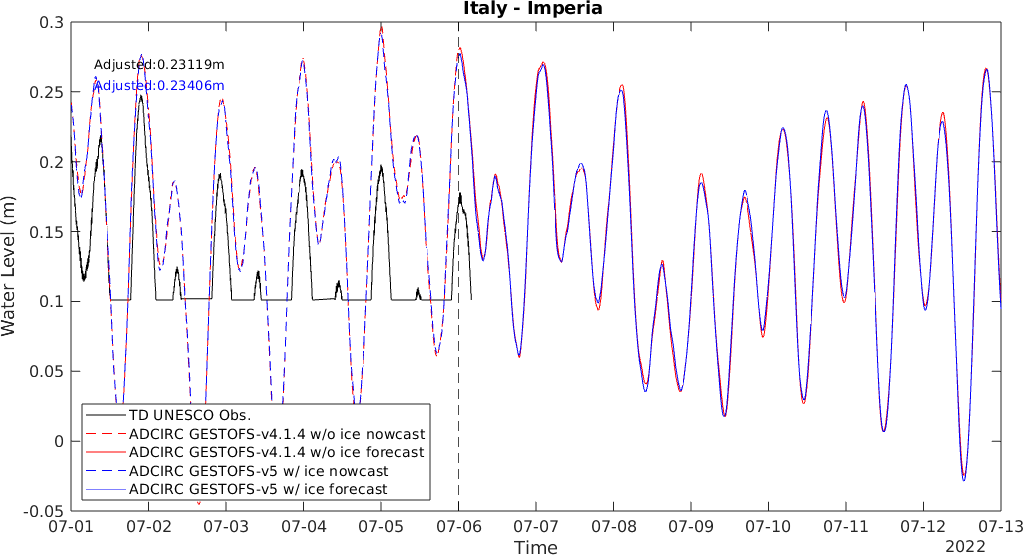 Italy - Imperia
Water Level (m)
0.3
0.25
0.2
0.15
0.1
0.05
0
-0.05
Adjusted:0.23119m
Adjusted:0.23406m
TD UNESCO Obs.
ADCIRC GESTOFS-v4.1.4 w/o ice nowcast
ADCIRC GESTOFS-v4.1.4 w/o ice forecast
ADCIRC GESTOFS-v5 w/ ice nowcast
ADCIRC GESTOFS-v5 w/ ice forecast
07-01 07-02 07-03 07-04 07-05 07-06 07-07 07-08 07-09 07-10 07-11 07-12 07-13
Time
2022